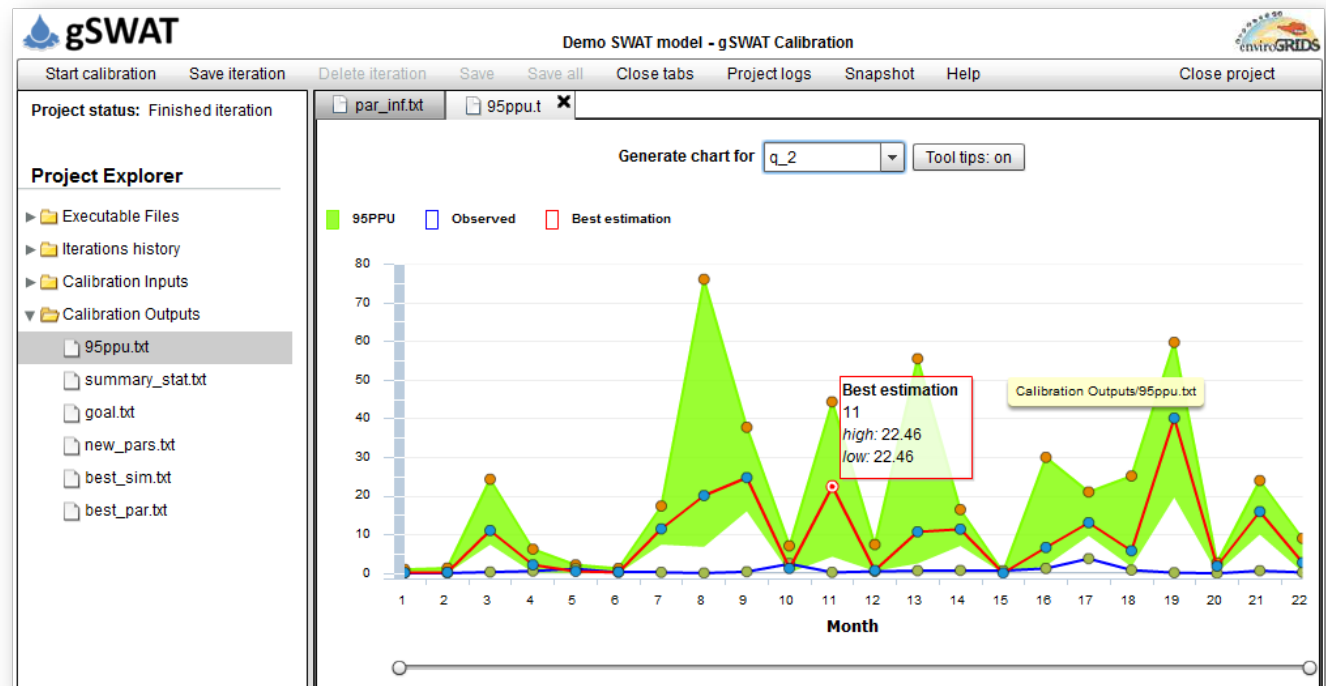 gSWAT
Demo SWAT model - gSWAT Calibration
enviroGRIDS
Start calibration Save iteration Delete iteration Save Save all Close tabs Project logs Snapshot Help Close project
Project status: Finished iteration
par_inf.txt 95ppu.t
Generate chart for q_2 Tool tips: on
Project Explorer
Executable Files
Iterations history
Calibration Inputs
Calibration Outputs
95ppu.txt
summary_stat.txt
goal.txt
new_pars.txt
best_sim.txt
best_par.txt
95PPU Observed Best estimation
80
70
60
50
40
30
20
10
0
Best estimation
11
high: 22.46
low: 22.46
Calibration Outputs/95ppu.txt
1 2 3 4 5 6 7 8 9 10 11 12 13 14 15 16 17 18 19 20 21 22
Month